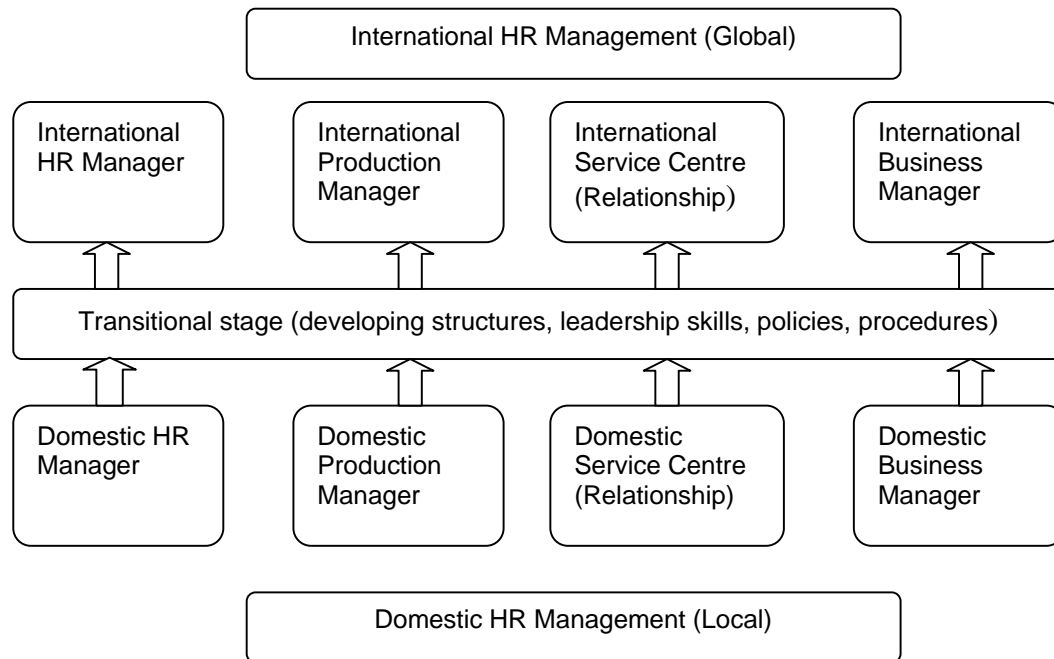 International HR Management (Global)
International
HR Manager
International
Production
Manager
International
Service Centre
(Relationship)
International
Business
Manager
Transitional stage (developing structures, leadership skills, policies, procedures)
Domestic HR
Manager
Domestic
Production
Manager
Domestic
Service Centre
(Relationship)
Domestic
Business
Manager
Domestic HR Management (Local)